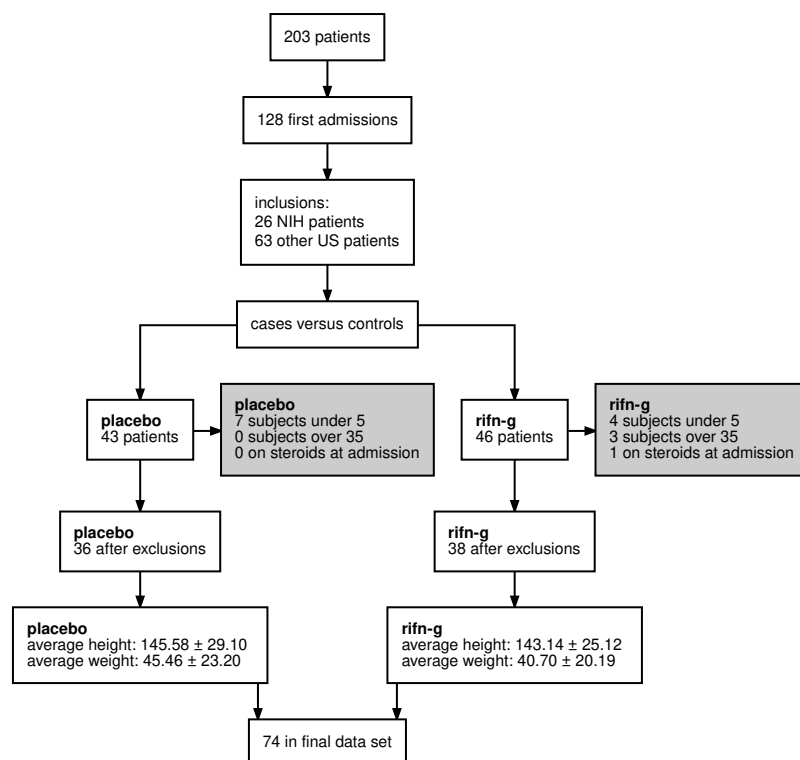 203 patients
128 first admissions
inclusions:
26 NIH patients
63 other US patients
cases versus controls
placebo
43 patients
placebo
7 subjects under 5
0 subjects over 35
0 on steroids at admission
rifn-g
46 patients
rifn-g
4 subjects under 5
3 subjects over 35
1 on steroids at admission
placebo
36 after exclusions
rifn-g
38 after exclusions
placebo
average height: 145.58 ± 29.10
average weight: 45.46 ± 23.20
rifn-g
average height: 143.14 ± 25.12
average weight: 40.70 ± 20.19
74 in final data set